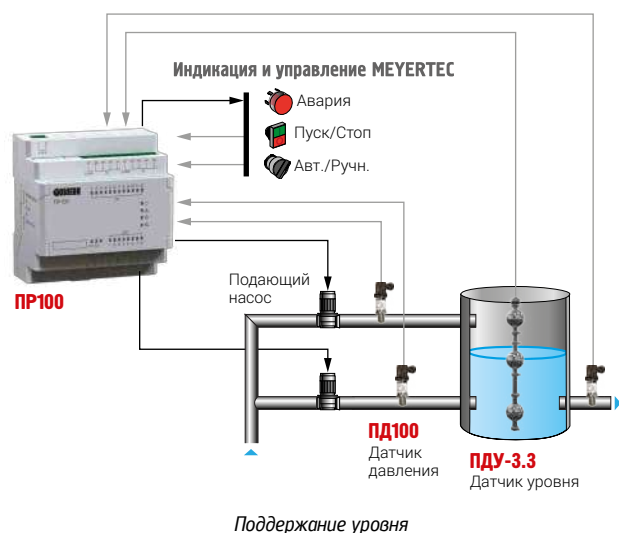 Индикация и управление MEYERTEC
Авария
Пуск/Стоп
Авт./Ручн.
ОВЕН
ПР100
Подающий
насос
ПД100
Датчик
давления
ПДУ-3.3
Датчик уровня
Поддержание уровня